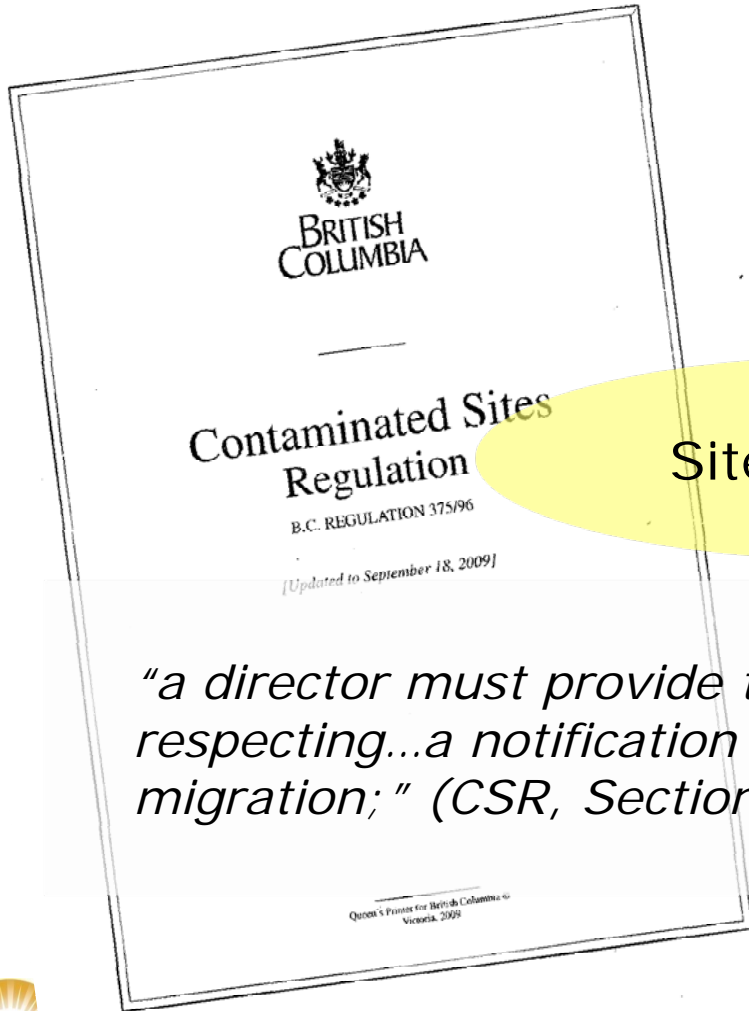 BRITISH
COLUMBIA
Contaminated Sites
Regulation
B.C. REGULATION 375/96
[Updated to September 18, 2009]
Site
"a director must provide t
respecting...a notification
migration;" (CSR, Section
Queen's Printer for British Columbia ©
Victoria, 2009